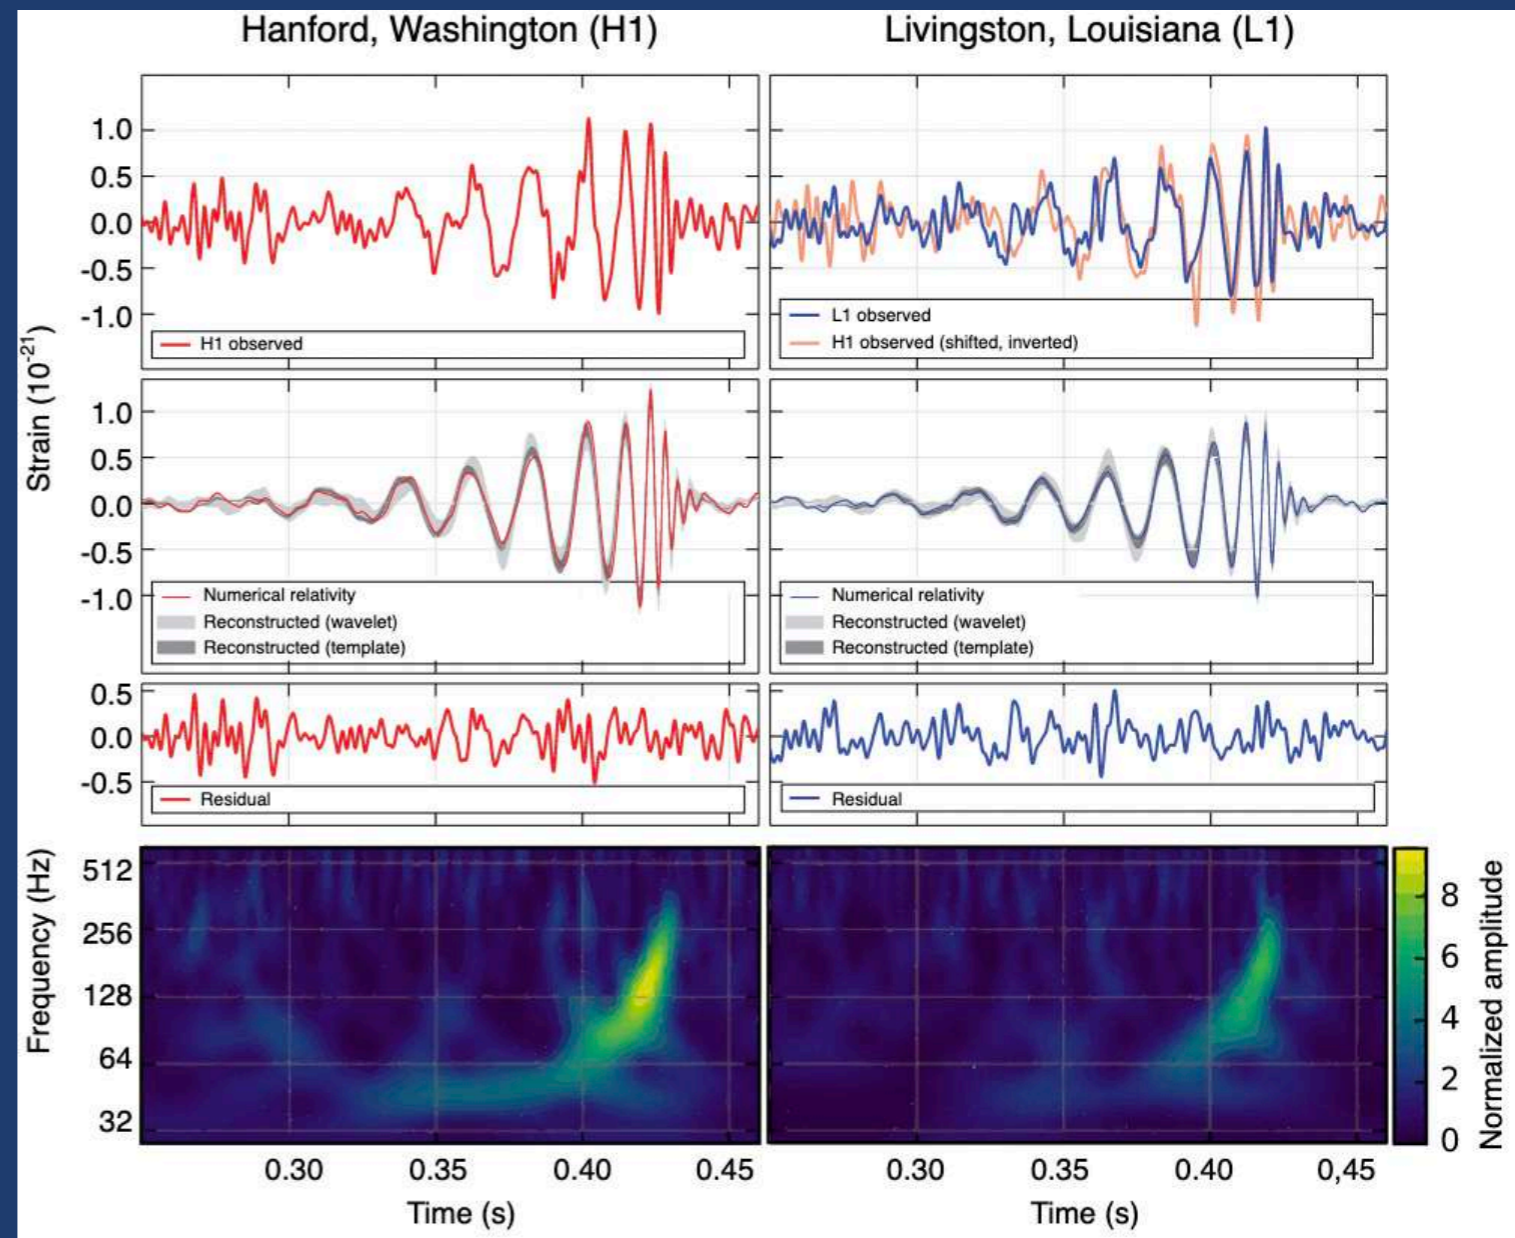 Hanford, Washington (H1)
Livingston, Louisiana (L1)
Strain (10⁻²¹)
1.0
0.5
0.0
-0.5
-1.0
H1 observed
L1 observed
H1 observed (shifted, inverted)
1.0
0.5
0.0
-0.5
-1.0
Numerical relativity
Reconstructed (wavelet)
Reconstructed (template)
Numerical relativity
Reconstructed (wavelet)
Reconstructed (template)
0.5
0.0
-0.5
Residual
Residual
Frequency (Hz)
512
256
128
64
32
0.30 0.35 0.40 0.45
Time (s)
0.30 0.35 0.40 0,45
Time (s)
8
6
4
2
0
Normalized amplitude